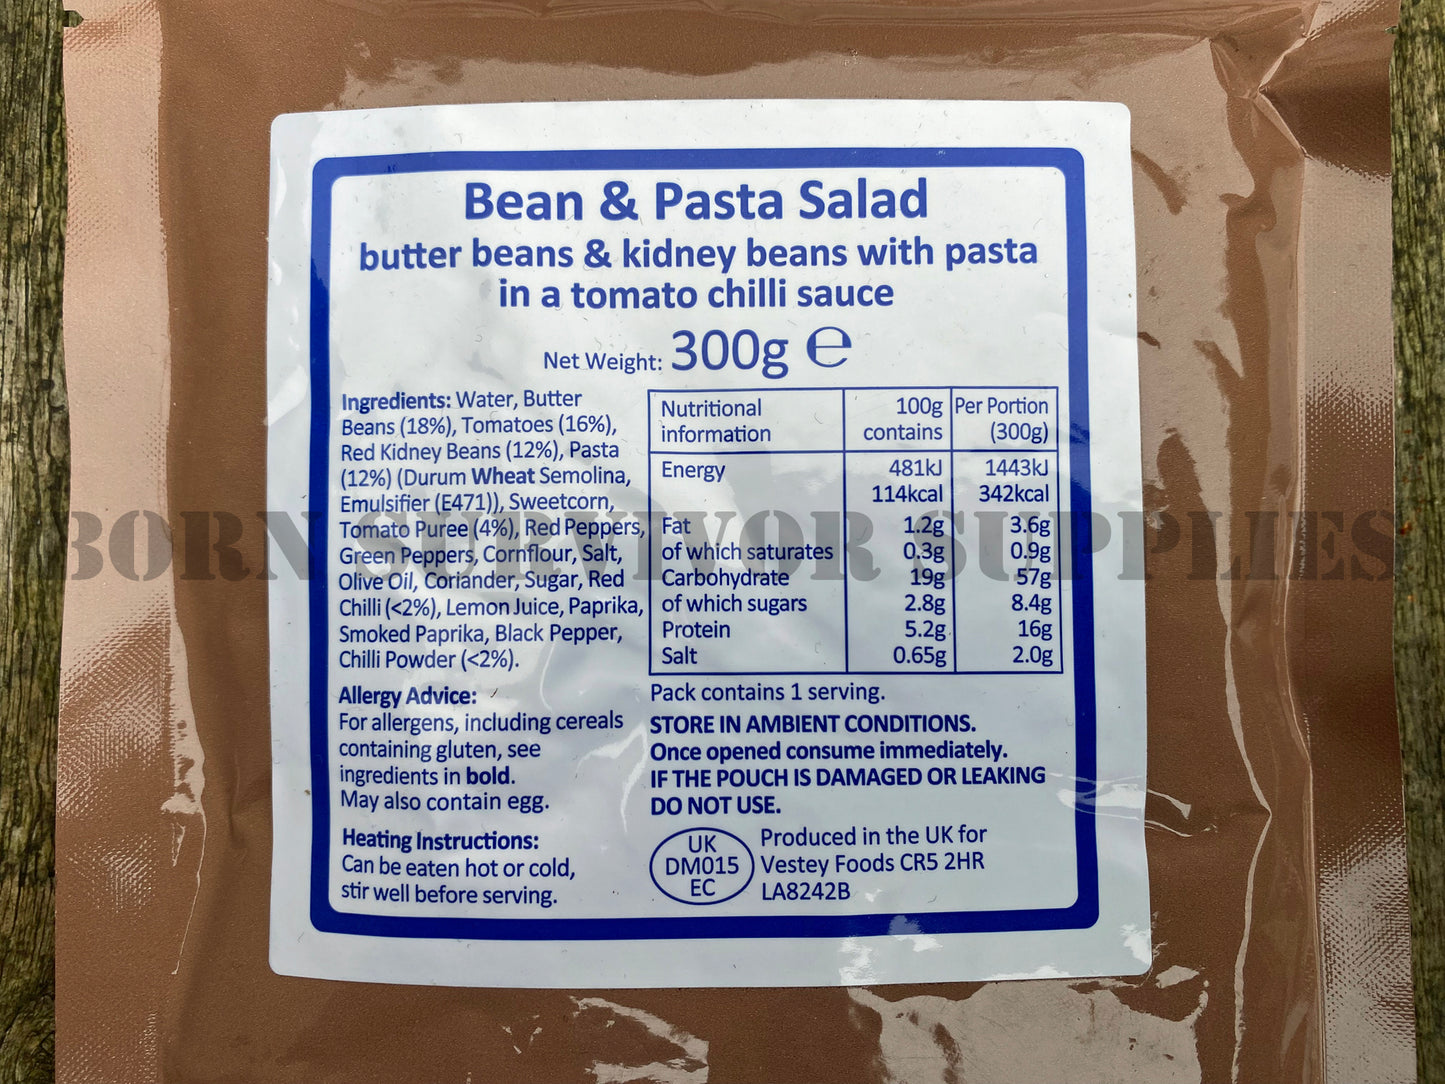 Bean & Pasta Salad
butter beans & kidney beans with pasta
in a tomato chilli sauce
Net Weight: 300g ℮
Ingredients: Water, Butter
Beans (18%), Tomatoes (16%),
Red Kidney Beans (12%), Pasta
(12%) (Durum Wheat Semolina,
Emulsifier (E471)), Sweetcorn,
Tomato Puree (4%), Red Peppers,
Green Peppers, Cornflour, Salt,
Olive Oil, Coriander, Sugar, Red
Chilli (<2%), Lemon Juice, Paprika,
Smoked Paprika, Black Pepper,
Chilli Powder (<2%).
Allergy Advice:
For allergens, including cereals
containing gluten, see
ingredients in bold.
May also contain egg.
Heating Instructions:
Can be eaten hot or cold,
stir well before serving.
Nutritional 100g Per Portion
information contains (300g)
Energy 481kJ 1443kJ
114kcal 342kcal
Fat 1.2g 3.6g
of which saturates 0.3g 0.9g
Carbohydrate 19g 57g
of which sugars 2.8g 8.4g
Protein 5.2g 16g
Salt 0.65g 2.0g
Pack contains 1 serving.
STORE IN AMBIENT CONDITIONS.
Once opened consume immediately.
IF THE POUCH IS DAMAGED OR LEAKING
DO NOT USE.
UK
DM015
EC
Produced in the UK for
Vestey Foods CR5 2HR
LA8242B
BORN SURVIVOR SUPPLIES